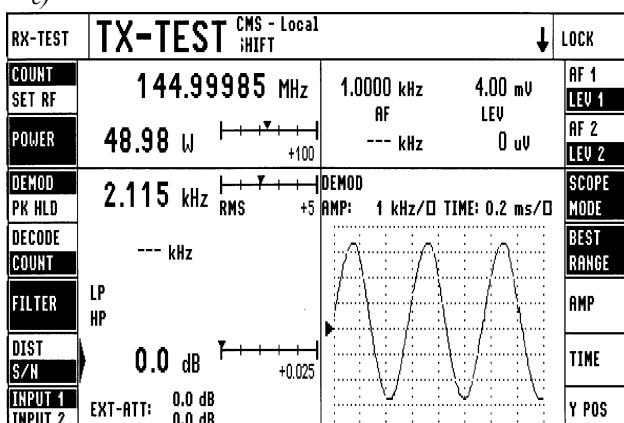 RX-TEST
TX-TEST
CMS - Local
SHIFT
LOCK
COUNT
SET RF
144.99985 MHz
1.0000 kHz
4.00 mV
AF 1
LEV 1
AF
LEV
POWER
48.98 W
+100
--- kHz
0 uV
AF 2
LEV 2
DEMOD
PK HLD
2.115 kHz
RMS
+5
DEMOD
AMP: 1 kHz/□ TIME: 0.2 ms/□
SCOPE
MODE
DECODE
COUNT
--- kHz
BEST
RANGE
FILTER
LP
HP
AMP
DIST
S/N
0.0 dB
+0.025
TIME
INPUT 1
INPUT 2
EXT-ATT: 0.0 dB
0.0 dB
Y POS